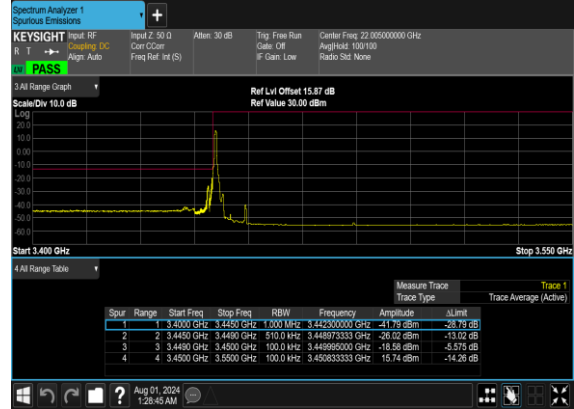 Spectrum Analyzer 1
Spurious Emissions
KEYSIGHT Input: RF Input Z: 50 Ω Atten: 30 dB Trig: Free Run Center Freq: 22.005000000 GHz
R T Coupling: DC Corr CCorr Gate: Off Avg|Hold: 100/100
Align: Auto Freq Ref: Int (S) IF Gain: Low Radio Std: None
PASS
3 All Range Graph Ref Lvl Offset 15.87 dB
Scale/Div 10.0 dB Ref Value 30.00 dBm
Log
20.0
10.0
0.00
-10.0
-20.0
-30.0
-40.0
-50.0
-60.0
Start 3.400 GHz Stop 3.550 GHz
4 All Range Table
Measure Trace Trace 1
Trace Type Trace Average (Active)
Spur Range Start Freq Stop Freq RBW Frequency Amplitude ΔLimit
1 1 3.4000 GHz 3.4450 GHz 1.000 MHz 3.442300000 GHz -41.79 dBm -28.79 dB
2 2 3.4450 GHz 3.4490 GHz 510.0 kHz 3.448973333 GHz -26.02 dBm -13.02 dB
3 3 3.4490 GHz 3.4500 GHz 100.0 kHz 3.449995000 GHz -18.58 dBm -5.575 dB
4 4 3.4500 GHz 3.5500 GHz 100.0 kHz 3.450833333 GHz 15.74 dBm -14.26 dB
? Aug 01, 2024
1:28:45 AM